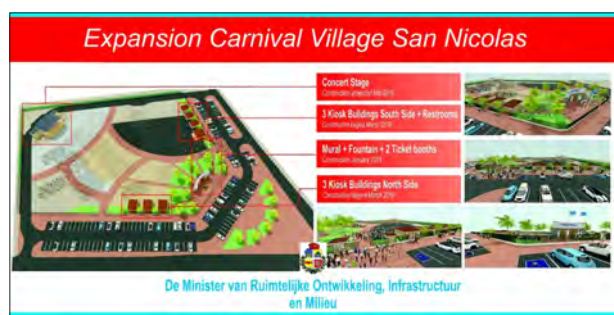 Expansion Carnival Village San Nicolas
Concert Stage
3 Kiosk Buildings South Side + Restrooms
Mural + Fountain + 2 Ticket booths
3 Kiosk Buildings North Side
De Minister van Ruimtelijke Ontwikkeling, Infrastructuur
en Milieu